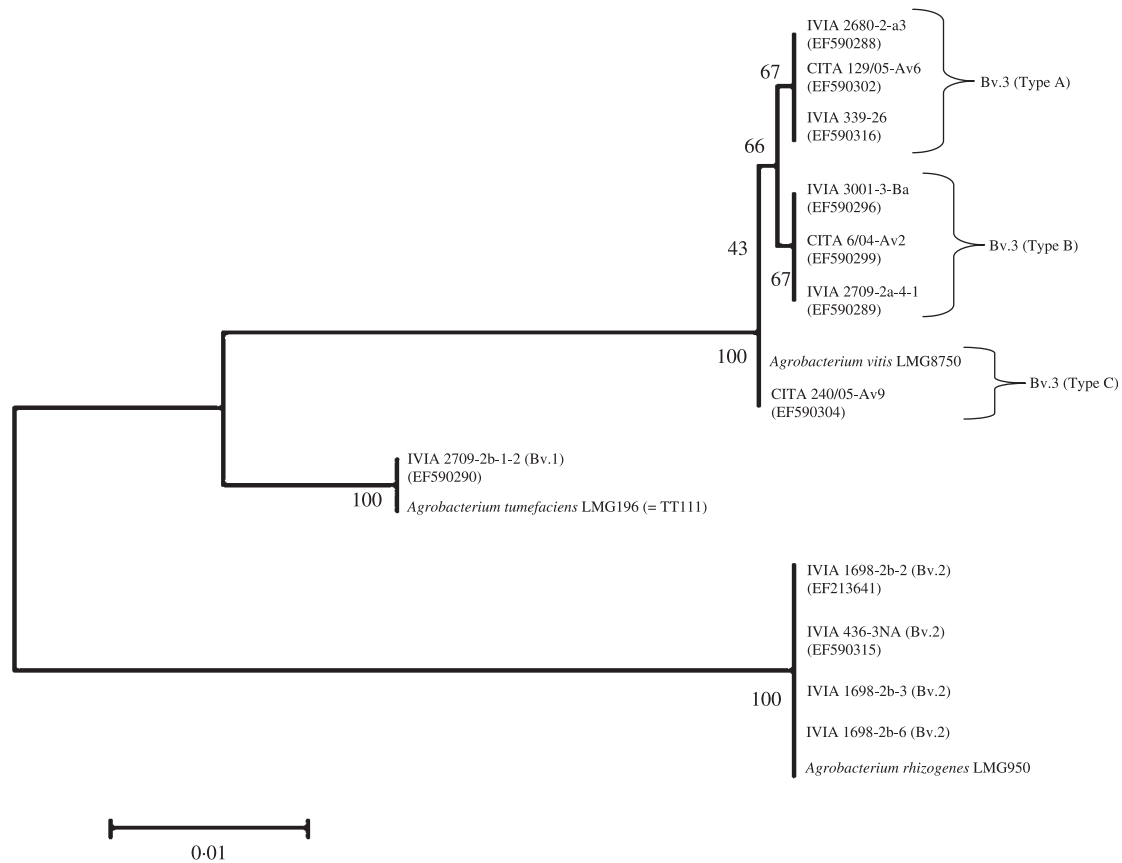 IVIA 2680-2-a3
(EF590288)
67
CITA 129/05-Av6
(EF590302)
Bv.3 (Type A)
IVIA 339-26
(EF590316)
66
IVIA 3001-3-Ba
(EF590296)
43
CITA 6/04-Av2
(EF590299)
Bv.3 (Type B)
67
IVIA 2709-2a-4-1
(EF590289)
100
Agrobacterium vitis LMG8750
Bv.3 (Type C)
CITA 240/05-Av9
(EF590304)
IVIA 2709-2b-1-2 (Bv.1)
(EF590290)
100
Agrobacterium tumefaciens LMG196 (= TT111)
IVIA 1698-2b-2 (Bv.2)
(EF213641)
IVIA 436-3NA (Bv.2)
(EF590315)
100
IVIA 1698-2b-3 (Bv.2)
IVIA 1698-2b-6 (Bv.2)
Agrobacterium rhizogenes LMG950
0·01